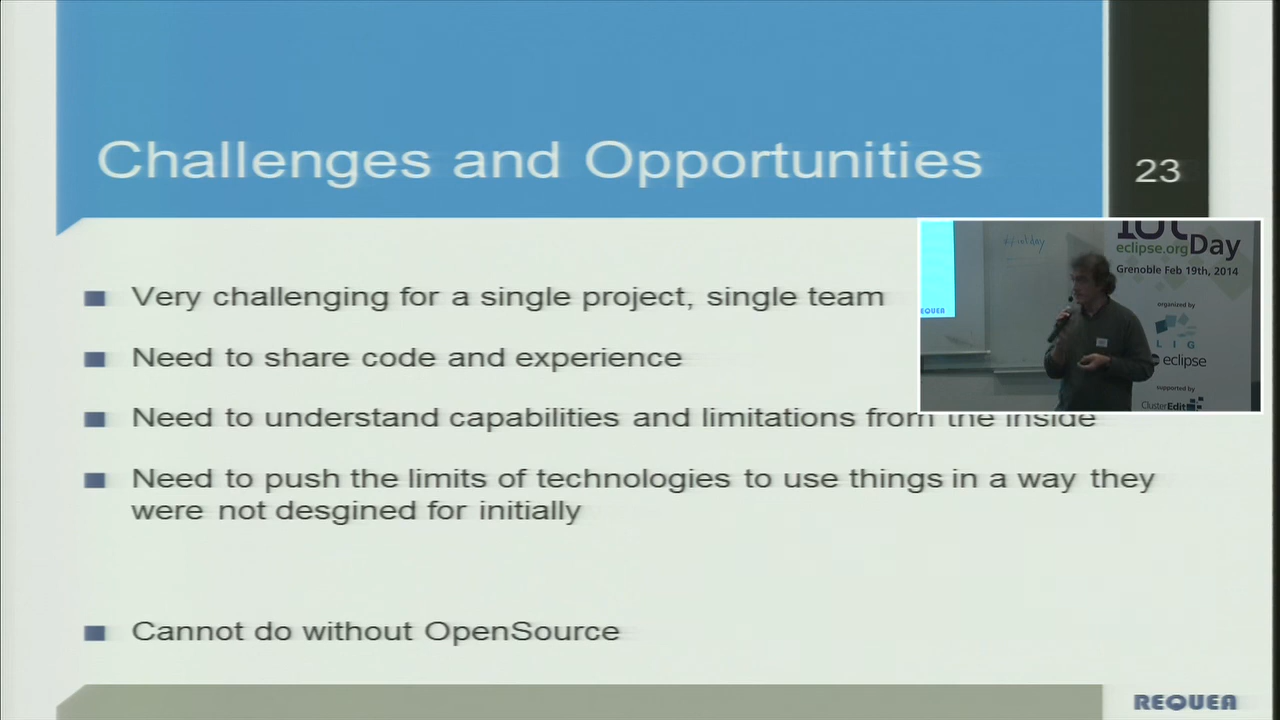 Challenges and Opportunities
23
Very challenging for a single project, single team
Need to share code and experience
Need to understand capabilities and limitations from the inside
Need to push the limits of technologies to use things in a way they
were not desgined for initially
Cannot do without OpenSource
REQUEA
IOT
eclipse.org Day
Grenoble Feb 19th, 2014
organized by
LIG
eclipse
supported by
ClusterEdit